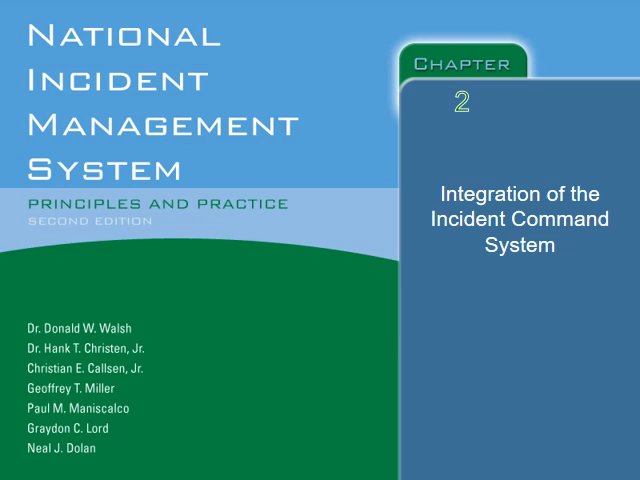 NATIONAL
INCIDENT
MANAGEMENT
SYSTEM
PRINCIPLES AND PRACTICE
SECOND EDITION
Dr. Donald W. Walsh
Dr. Hank T. Christen, Jr.
Christian E. Callsen, Jr.
Geoffrey T. Miller
Paul M. Maniscalco
Graydon C. Lord
Neal J. Dolan
CHAPTER
2
Integration of the
Incident Command
System